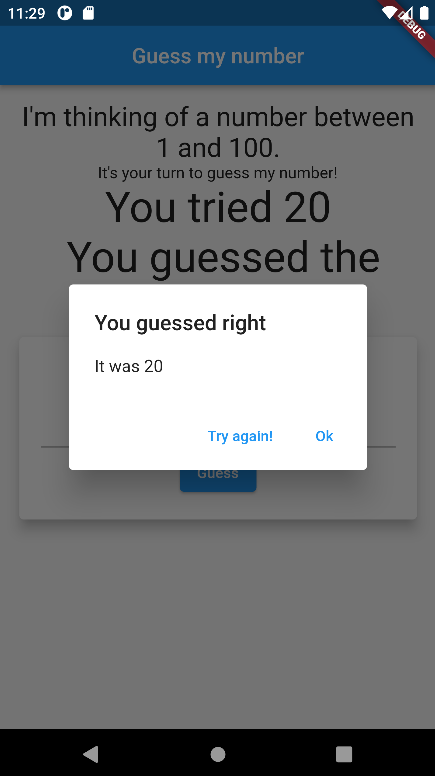 11:29
DEBUG
Guess my number
I'm thinking of a number between
1 and 100.
It's your turn to guess my number!
You tried 20
You guessed the
You guessed right
It was 20
Try again! Ok
Guess